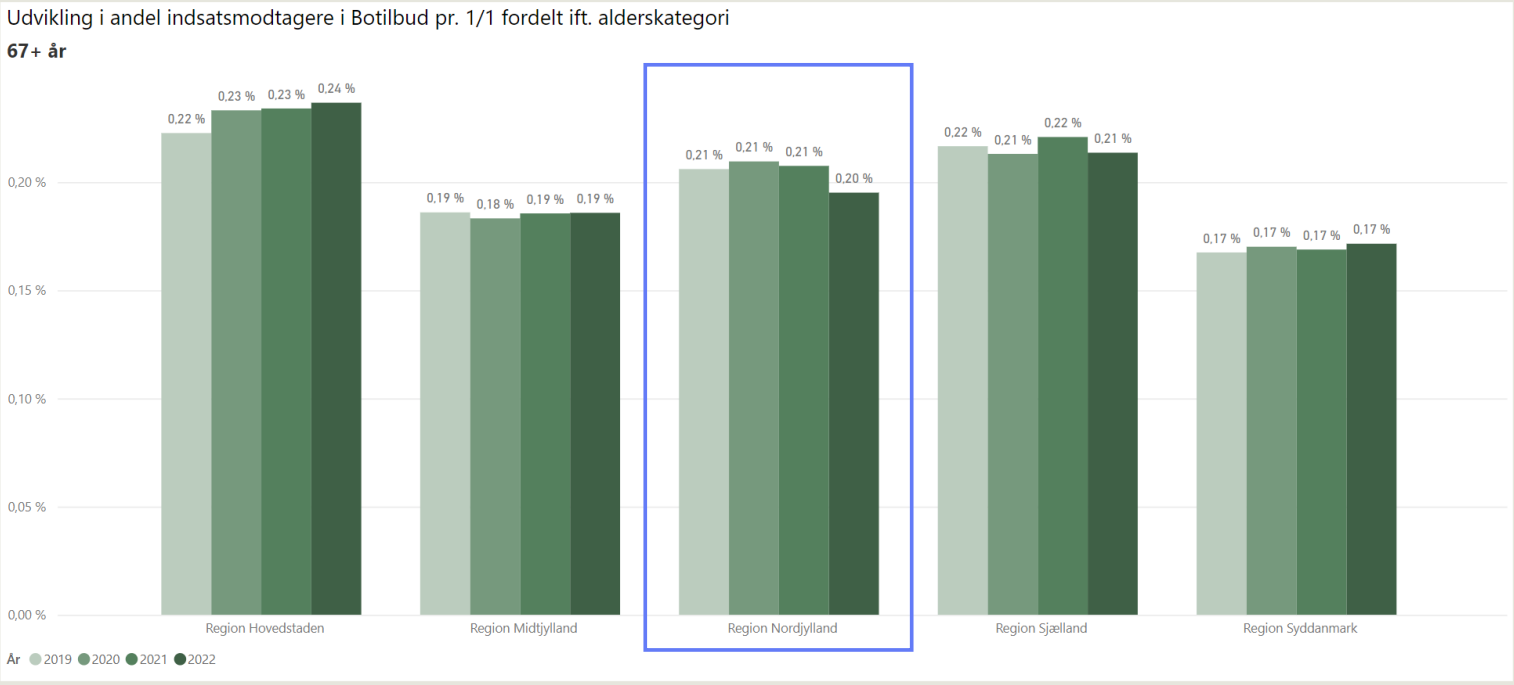 Udvikling i andel indsatsmodtagere i Botilbud pr. 1/1 fordelt ift. alderskategori
67+ år
0,22 % 0,23 % 0,23 % 0,24 %
0,19 % 0,18 % 0,19 % 0,19 %
0,21 % 0,21 % 0,21 % 0,20 %
0,22 % 0,21 % 0,22 % 0,21 %
0,17 % 0,17 % 0,17 % 0,17 %
0,20 %
0,15 %
0,10 %
0,05 %
0,00 %
Region Hovedstaden Region Midtjylland Region Nordjylland Region Sjælland Region Syddanmark
År 2019 2020 2021 2022